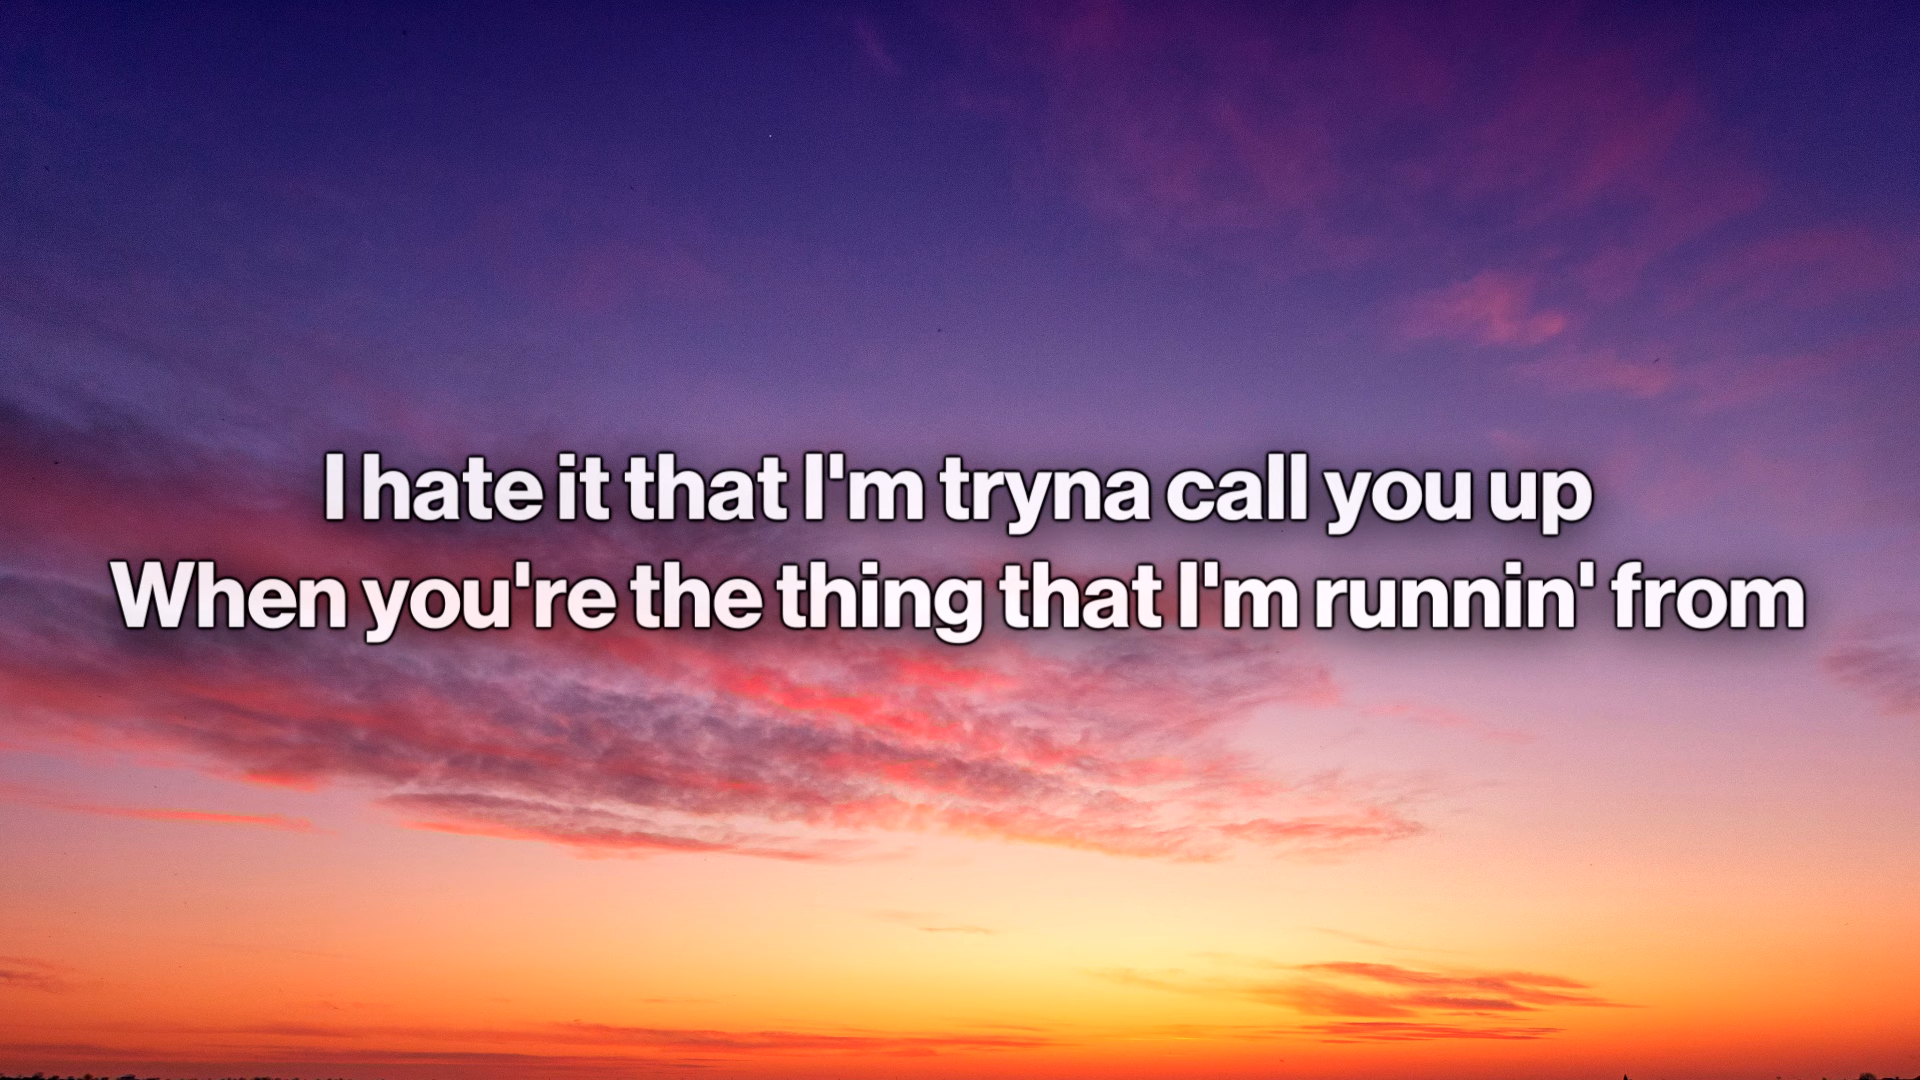 I hate it that I'm tryna call you up
When you're the thing that I'm runnin' from